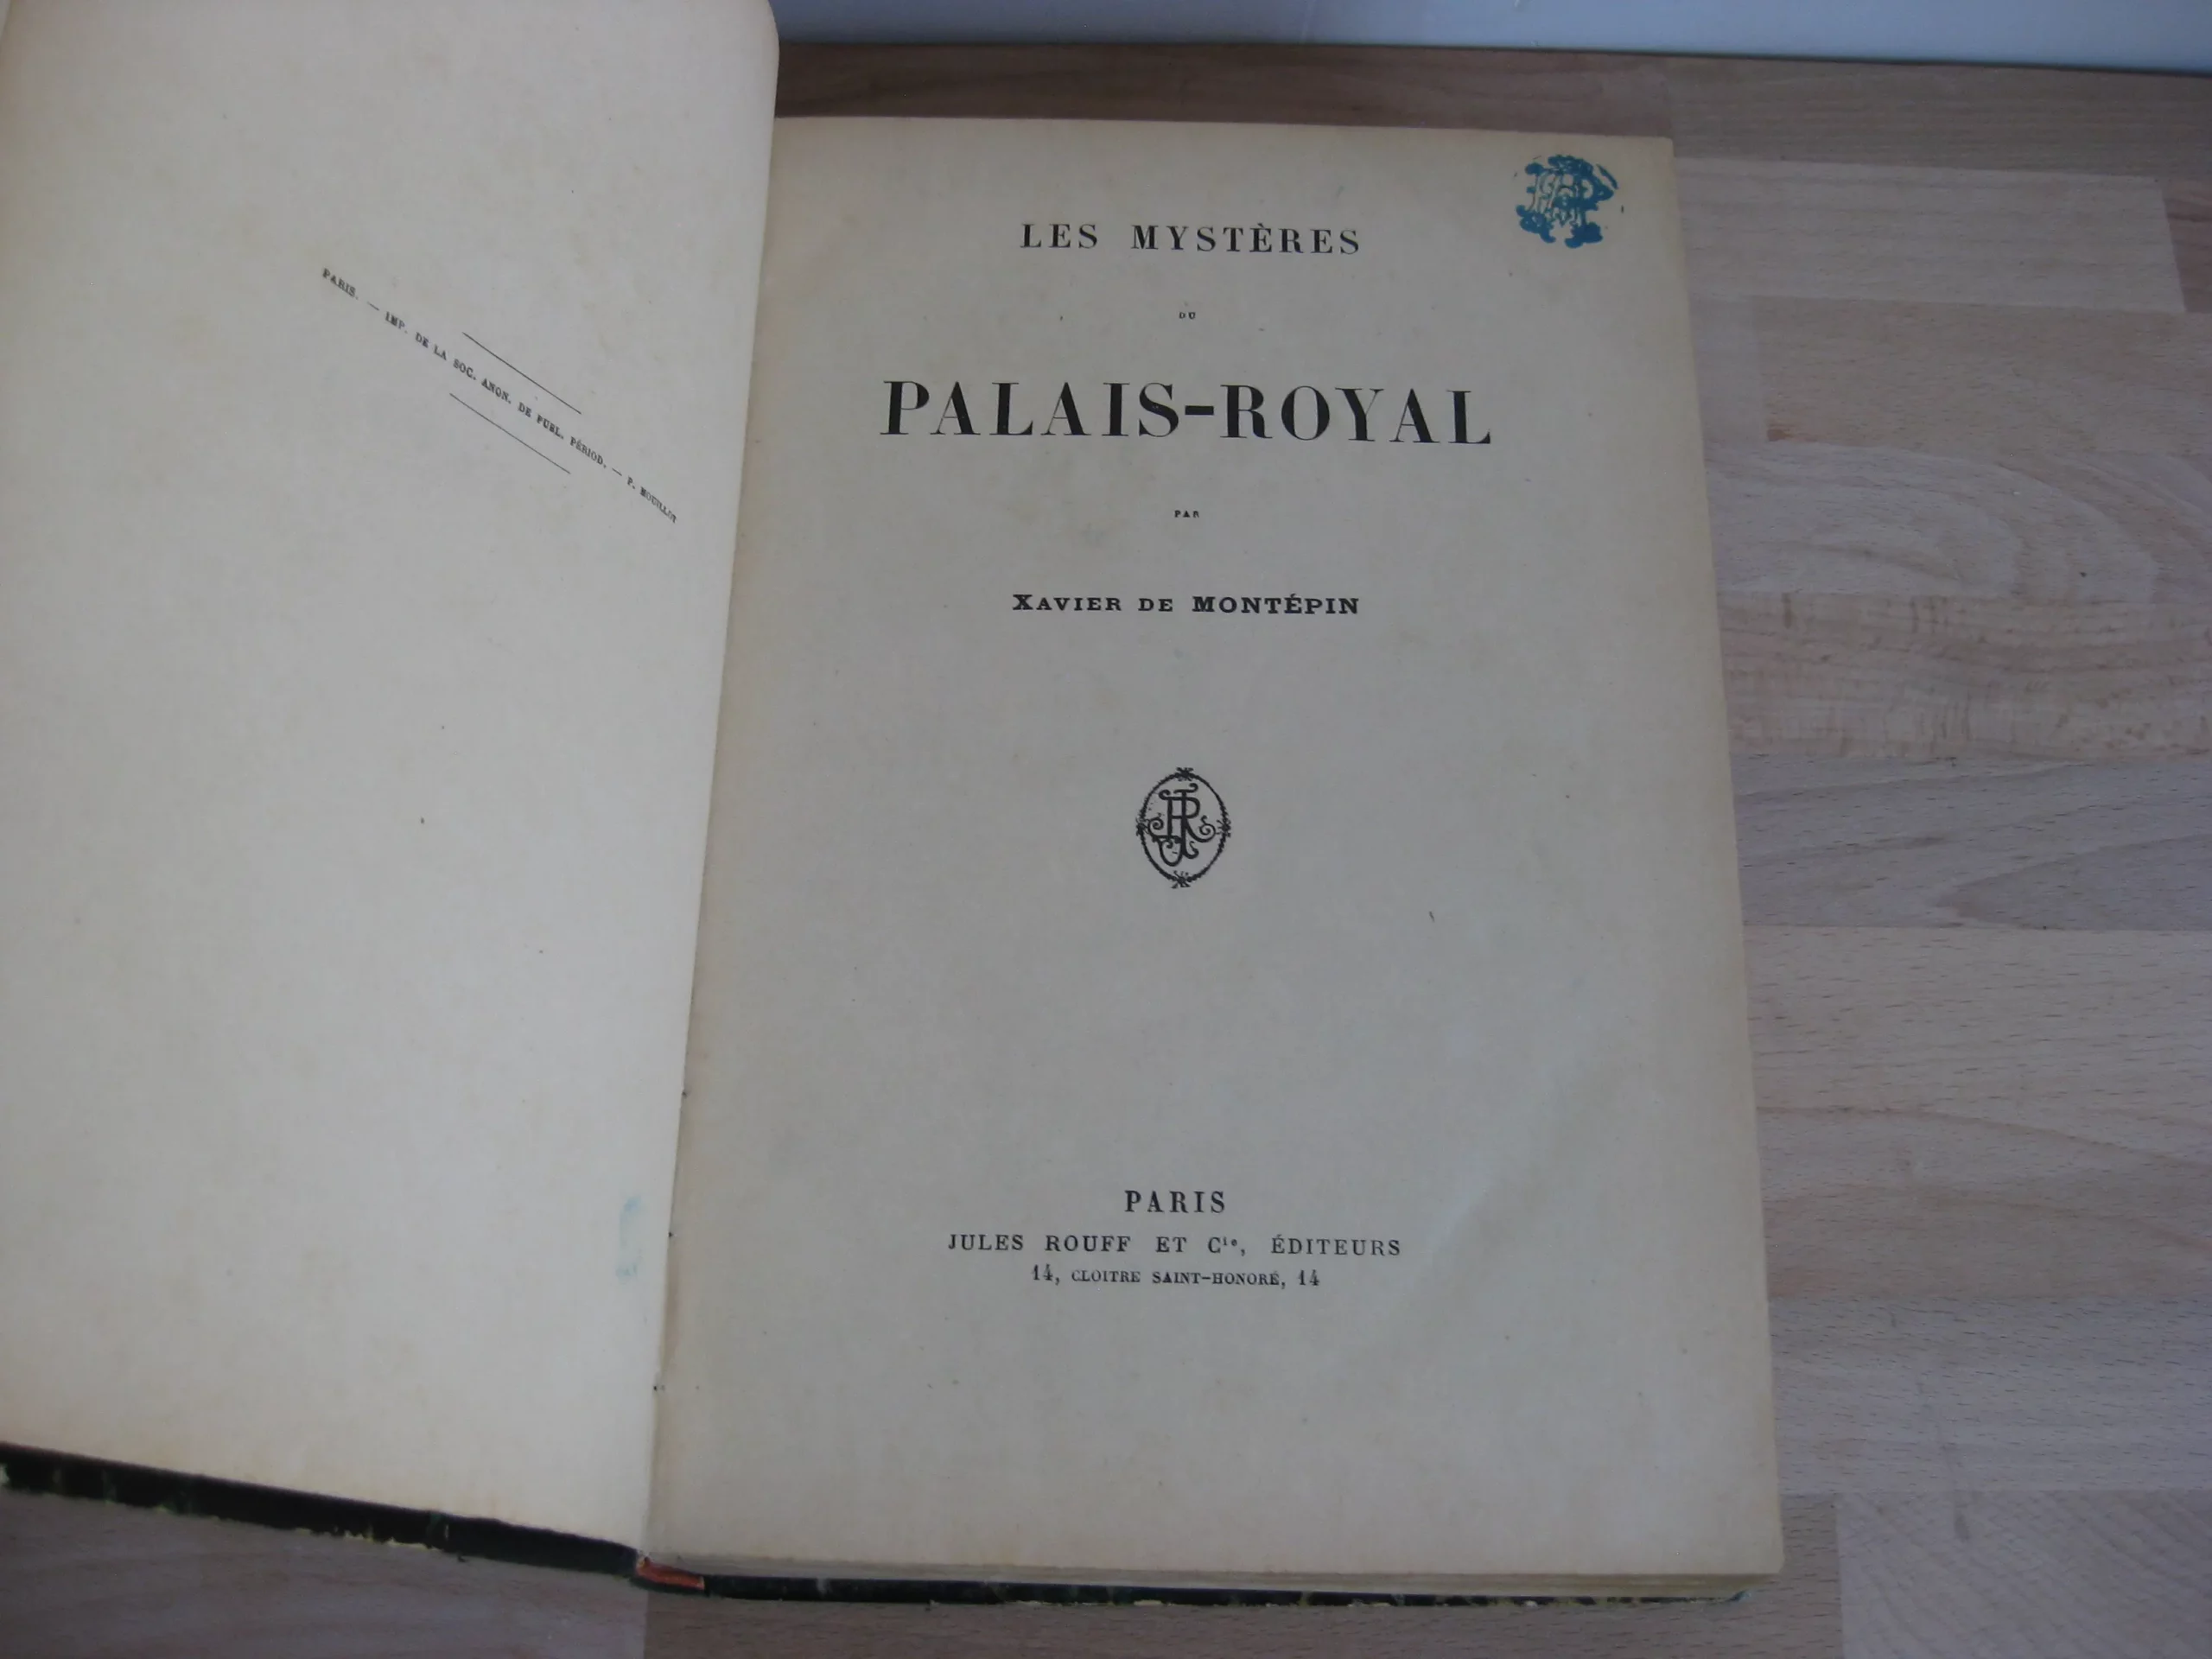 PARIS. — IMP. DE LA SOC. ANON. DE PUBL. PÉRIOD. — P. MOUILLOT
LES MYSTÈRES
DU
PALAIS-ROYAL
PAR
XAVIER DE MONTÉPIN
JR
PARIS
JULES ROUFF ET Cie, ÉDITEURS
14, CLOITRE SAINT-HONORÉ, 14